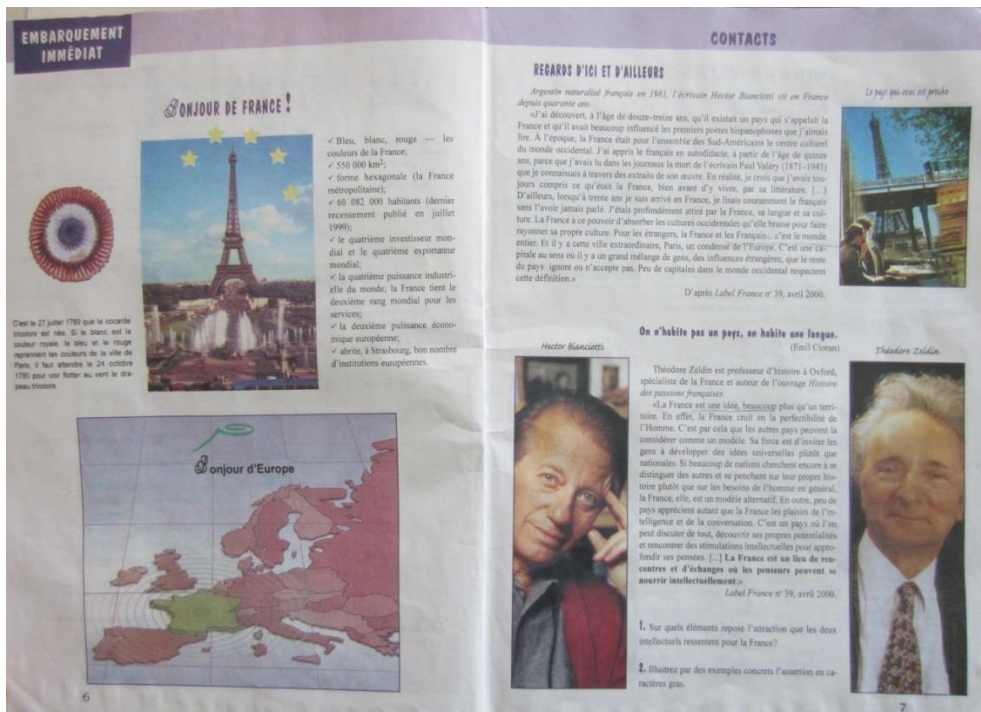 EMBARQUEMENT
IMMÉDIAT
BONJOUR DE FRANCE !
✓ Bleu, blanc, rouge — les
couleurs de la France;
✓ 550 000 km²;
✓ forme hexagonale (la France
métropolitaine);
✓ 60 082 000 habitants (dernier
recensement publié en juillet
1999);
✓ le quatrième investisseur mon-
dial et le quatrième exportateur
mondial;
✓ la quatrième puissance industri-
elle du monde; la France tient le
deuxième rang mondial pour les
services;
✓ la deuxième puissance écono-
mique européenne;
✓ abrite, à Strasbourg, bon nombre
d'institutions européennes.
C'est le 27 juillet 1789 que la cocarde
tricolore est née. Si le blanc est la
couleur royale, le bleu et le rouge
reprennent les couleurs de la ville de
Paris. Il faut attendre le 24 octobre
1790 pour voir flotter au vent le dra-
peau tricolore.
Bonjour d'Europe
6
CONTACTS
REGARDS D'ICI ET D'AILLEURS
Argentin naturalisé français en 1981, l'écrivain Hector Bianciotti vit en France
depuis quarante ans.
«J'ai découvert, à l'âge de douze-treize ans, qu'il existait un pays qui s'appelait la
France et qu'il avait beaucoup influencé les premiers poètes hispanophones que j'aimais
lire. À l'époque, la France était pour l'ensemble des Sud-Américains le centre culturel
du monde occidental. J'ai appris le français en autodidacte, à partir de l'âge de quinze
ans, parce que j'avais lu dans les journaux la mort de l'écrivain Paul Valéry (1871–1945)
que je connaissais à travers des extraits de son œuvre. En réalité, je crois que j'avais tou-
jours compris ce qu'était la France, bien avant d'y vivre, par sa littérature. [...]
D'ailleurs, lorsqu'à trente ans je suis arrivé en France, je lisais couramment le français
sans l'avoir jamais parlé. J'étais profondément attiré par la France, sa langue et sa cul-
ture. La France a ce pouvoir d'absorber les cultures occidentales qu'elle brasse pour faire
rayonner sa propre culture. Pour les étrangers, la France et les Français... c'est le monde
entier. Et il y a cette ville extraordinaire, Paris, un condensé de l'Europe. C'est une ca-
pitale au sens où il y a un grand mélange de gens, des influences étrangères, que le reste
du pays ignore ou n'accepte pas. Peu de capitales dans le monde occidental respectent
cette définition.»
D'après Label France nº 39, avril 2000.
Le pays qui vous est proche
On n'habite pas un pays, on habite une langue.
(Emil Cioran)
Hector Bianciotti
Théodore Zeldin
Théodore Zeldin est professeur d'histoire à Oxford,
spécialiste de la France et auteur de l'ouvrage Histoire
des passions françaises.
«La France est une idée, beaucoup plus qu'un terri-
toire. En effet, la France croit en la perfectibilité de
l'Homme. C'est par cela que les autres pays peuvent la
considérer comme un modèle. Sa force est d'inviter les
gens à développer des idées universelles plutôt que
nationales. Si beaucoup de nations cherchent encore à se
distinguer des autres et se penchent sur leur propre his-
toire plutôt que sur les besoins de l'homme en général,
la France, elle, est un modèle alternatif. En outre, peu de
pays apprécient autant que la France les plaisirs de l'in-
telligence et de la conversation. C'est un pays où l'on
peut discuter de tout, découvrir ses propres potentialités
et rencontrer des stimulations intellectuelles pour appro-
fondir ses pensées. [...] La France est un lieu de ren-
contres et d'échanges où les penseurs peuvent se
nourrir intellectuellement.»
Label France nº 39, avril 2000.
1. Sur quels éléments repose l'attraction que les deux
intellectuels ressentent pour la France?
2. Illustrez par des exemples concrets l'assertion en ca-
ractères gras.
7